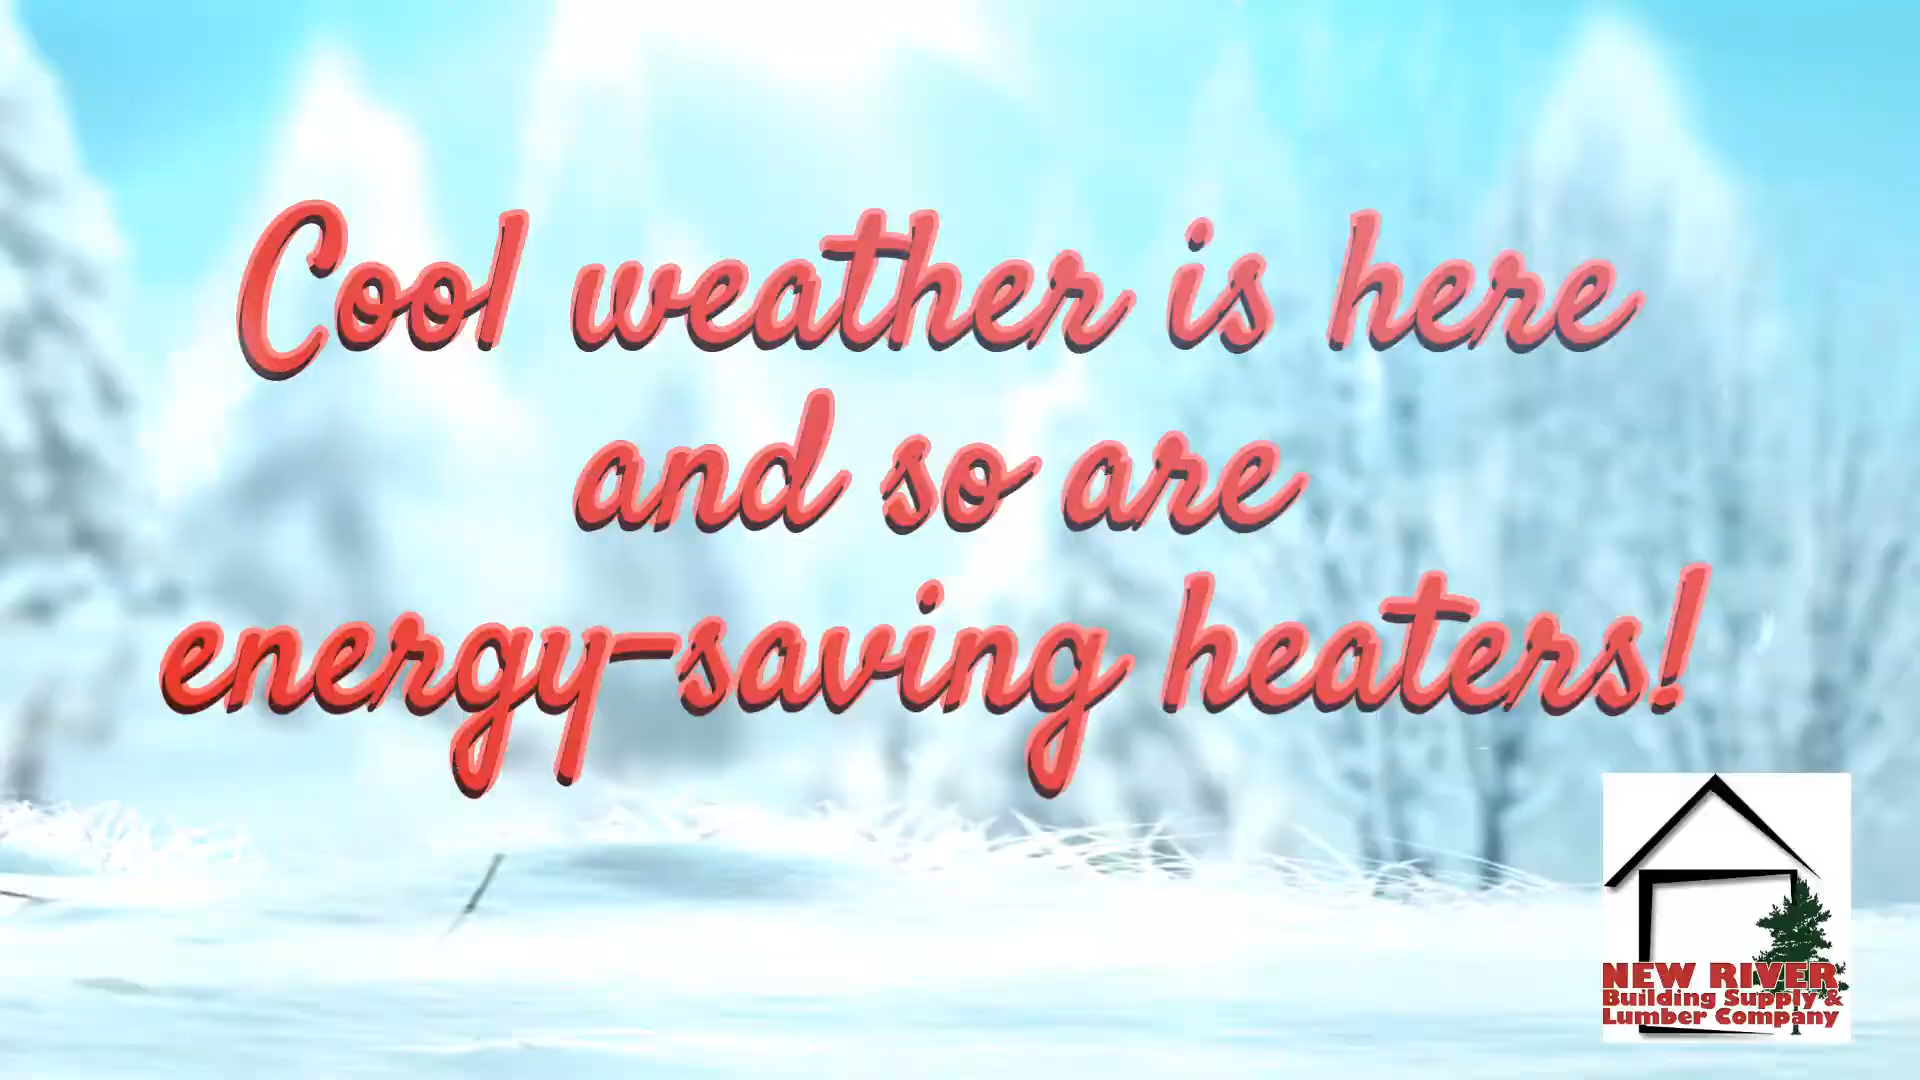 Cool weather is here
and so are
energy-saving heaters!
NEW RIVER
Building Supply &
Lumber Company